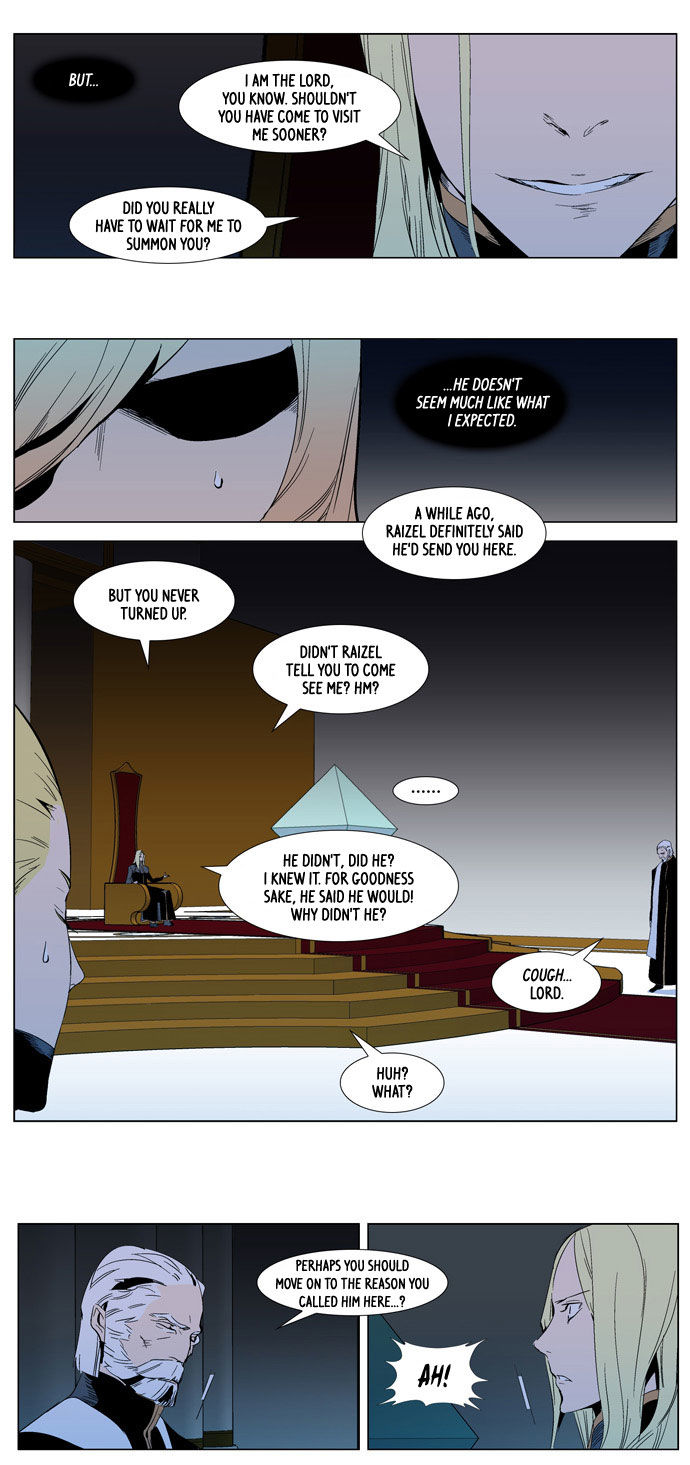 BUT...
I AM THE LORD,
YOU KNOW. SHOULDN'T
YOU HAVE COME TO VISIT
ME SOONER?
DID YOU REALLY
HAVE TO WAIT FOR ME TO
SUMMON YOU?
...HE DOESN'T
SEEM MUCH LIKE WHAT
I EXPECTED.
A WHILE AGO,
RAIZEL DEFINITELY SAID
HE'D SEND YOU HERE.
BUT YOU NEVER
TURNED UP.
DIDN'T RAIZEL
TELL YOU TO COME
SEE ME? HM?
......
HE DIDN'T, DID HE?
I KNEW IT. FOR GOODNESS
SAKE, HE SAID HE WOULD!
WHY DIDN'T HE?
COUGH...
LORD.
HUH?
WHAT?
PERHAPS YOU SHOULD
MOVE ON TO THE REASON YOU
CALLED HIM HERE...?
AH!